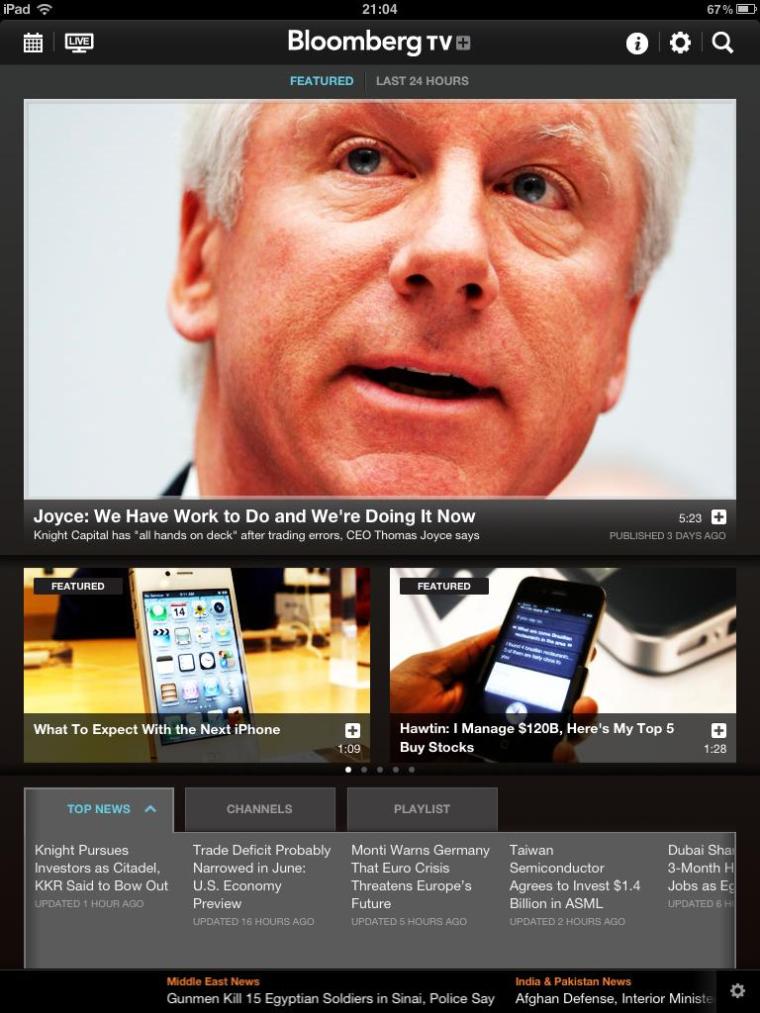 iPad
21:04
67%
LIVE
Bloomberg TV+
FEATURED
LAST 24 HOURS
Joyce: We Have Work to Do and We're Doing It Now
5:23
Knight Capital has "all hands on deck" after trading errors, CEO Thomas Joyce says
PUBLISHED 3 DAYS AGO
FEATURED
What To Expect With the Next iPhone
1:09
FEATURED
Hawtin: I Manage $120B, Here's My Top 5
Buy Stocks
1:28
TOP NEWS
CHANNELS
PLAYLIST
Knight Pursues
Investors as Citadel,
KKR Said to Bow Out
UPDATED 1 HOUR AGO
Trade Deficit Probably
Narrowed in June:
U.S. Economy
Preview
UPDATED 16 HOURS AGO
Monti Warns Germany
That Euro Crisis
Threatens Europe's
Future
UPDATED 5 HOURS AGO
Taiwan
Semiconductor
Agrees to Invest $1.4
Billion in ASML
UPDATED 2 HOURS AGO
Dubai Sha
3-Month H
Jobs as Eg
UPDATED 6 H
Middle East News
Gunmen Kill 15 Egyptian Soldiers in Sinai, Police Say
India & Pakistan News
Afghan Defense, Interior Ministe